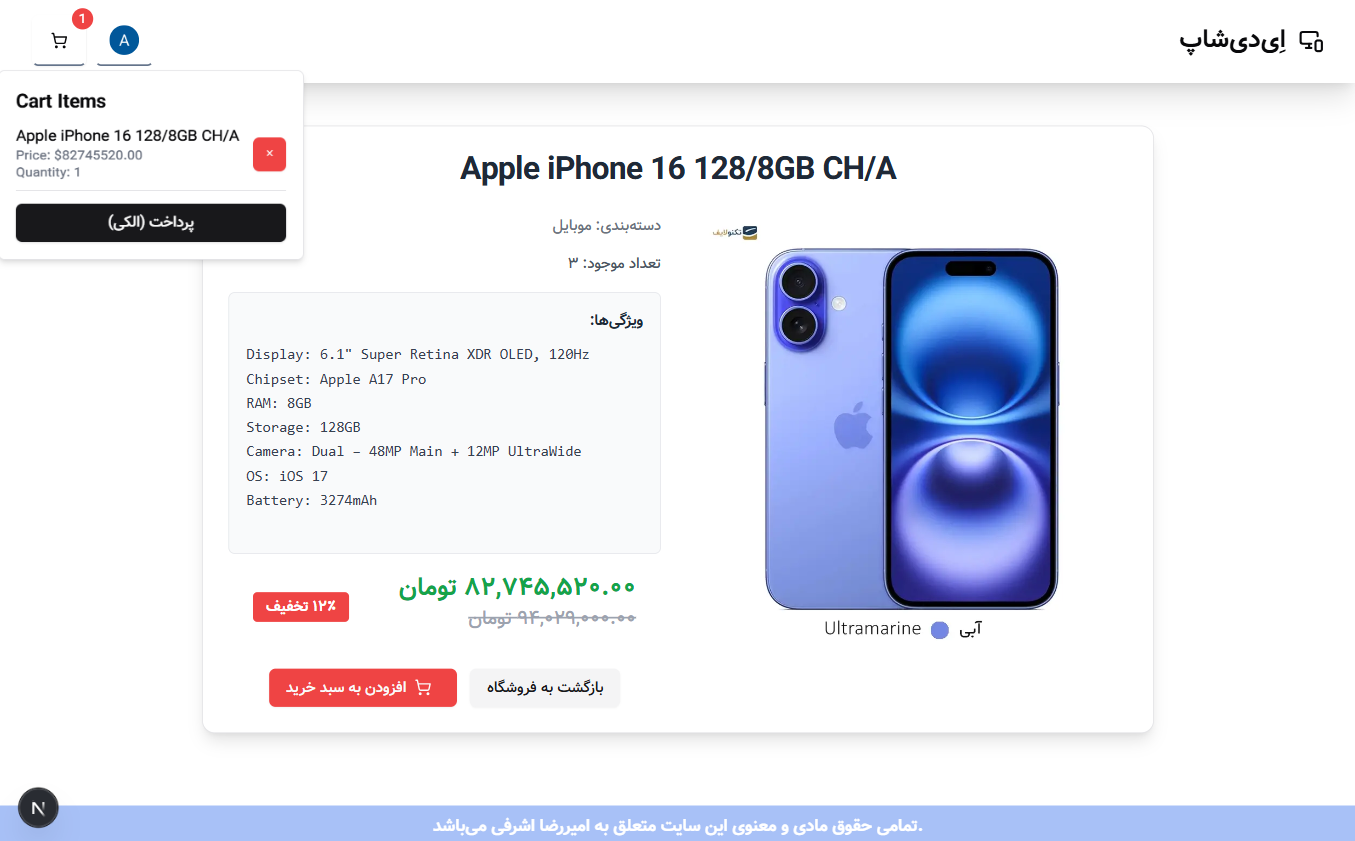 اِی‌دی‌شاپ
A
1
Cart Items
Apple iPhone 16 128/8GB CH/A
Price: $82745520.00
Quantity: 1
×
پرداخت (الکی)
Apple iPhone 16 128/8GB CH/A
تکنولایف
دسته‌بندی: موبایل
تعداد موجود: ۳
ویژگی‌ها:
Display: 6.1" Super Retina XDR OLED, 120Hz
Chipset: Apple A17 Pro
RAM: 8GB
Storage: 128GB
Camera: Dual – 48MP Main + 12MP UltraWide
OS: iOS 17
Battery: 3274mAh
۸۲,۷۴۵,۵۲۰.۰۰ تومان
۹۴,۰۲۹,۰۰۰.۰۰ تومان
۱۲٪ تخفیف
آبی Ultramarine
بازگشت به فروشگاه
افزودن به سبد خرید
N
.تمامی حقوق مادی و معنوی این سایت متعلق به امیررضا اشرفی می‌باشد